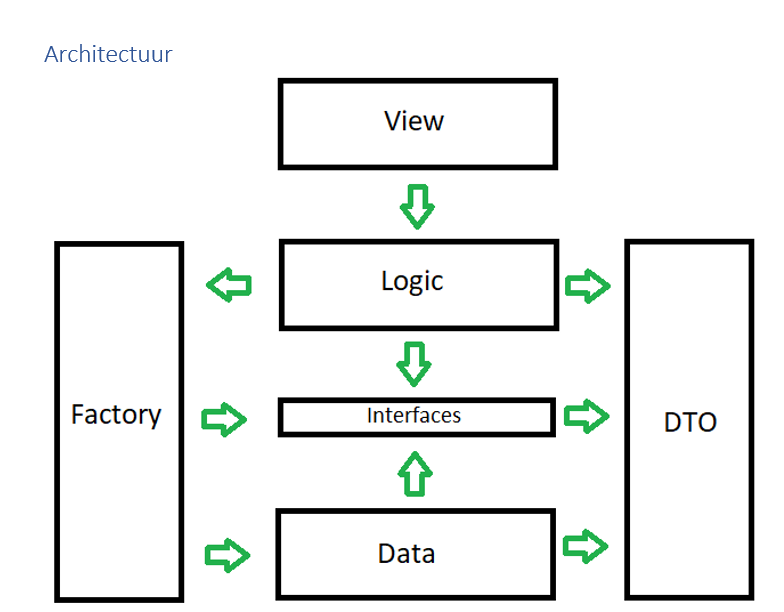 Architectuur
View
Logic
Factory
Interfaces
DTO
Data